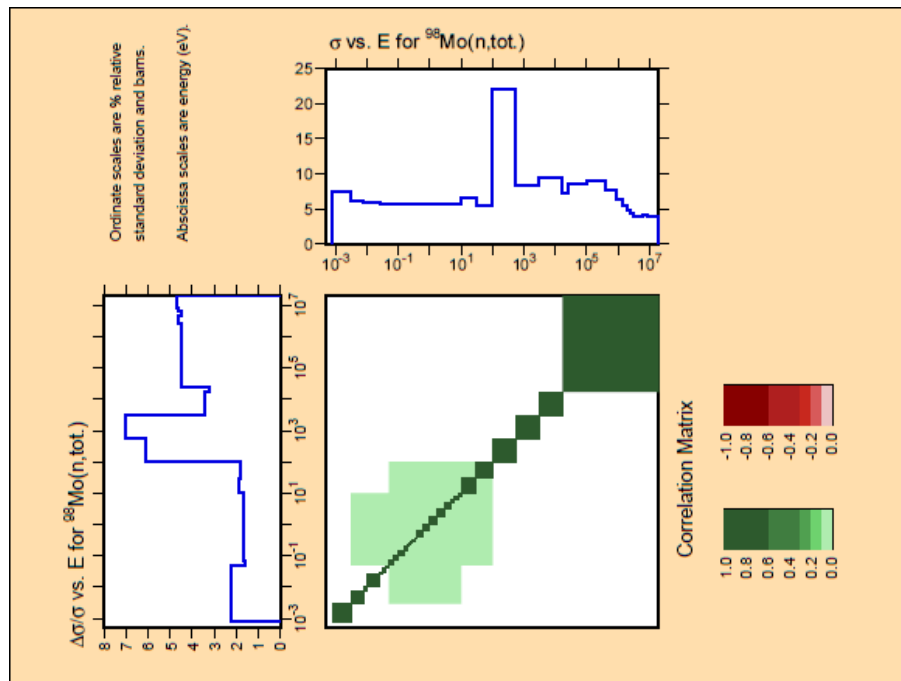 Ordinate scales are % relative
standard deviation and barns.
Abscissa scales are energy (eV).
σ vs. E for ⁹⁸Mo(n,tot.)
25
20
15
10
5
0
10⁻³ 10⁻¹ 10¹ 10³ 10⁵ 10⁷
Δσ/σ vs. E for ⁹⁸Mo(n,tot.)
10⁻³ 10⁻¹ 10¹ 10³ 10⁵ 10⁷
8 7 6 5 4 3 2 1 0
Correlation Matrix
1.0 0.8 0.6 0.4 0.2 0.0
-1.0 -0.8 -0.6 -0.4 -0.2 0.0